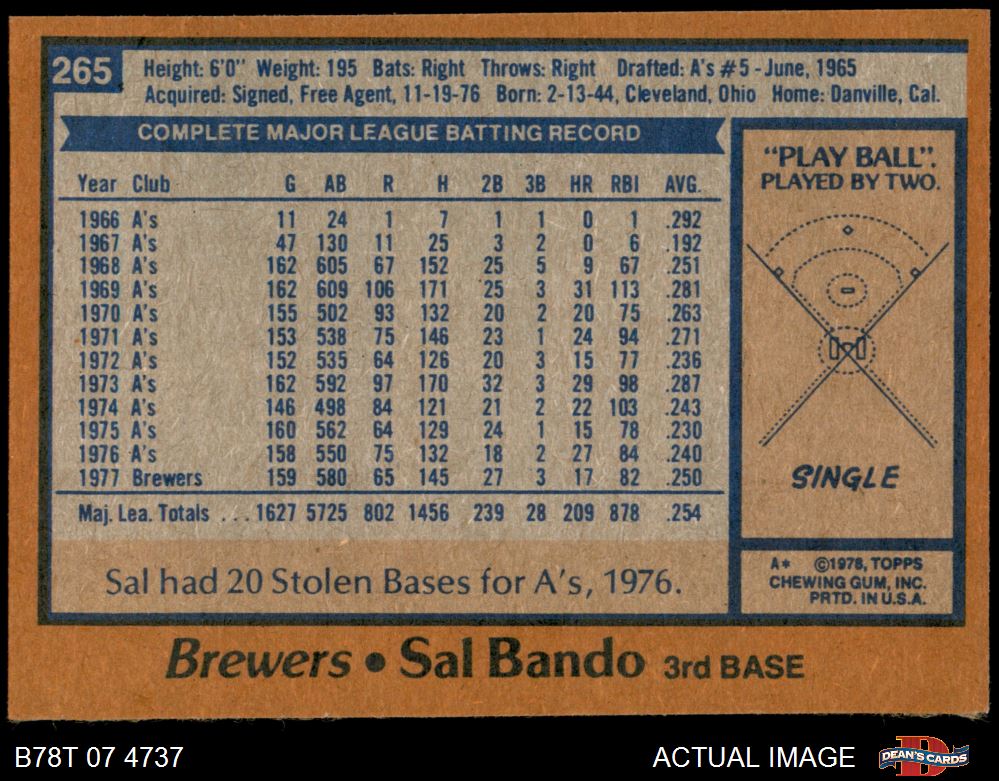 265
Height: 6'0" Weight: 195 Bats: Right Throws: Right Drafted: A's #5 - June, 1965
Acquired: Signed, Free Agent, 11-19-76 Born: 2-13-44, Cleveland, Ohio Home: Danville, Cal.
COMPLETE MAJOR LEAGUE BATTING RECORD
Year Club G AB R H 2B 3B HR RBI AVG.
1966 A's 11 24 1 7 1 1 0 1 .292
1967 A's 47 130 11 25 3 2 0 6 .192
1968 A's 162 605 67 152 25 5 9 67 .251
1969 A's 162 609 106 171 25 3 31 113 .281
1970 A's 155 502 93 132 20 2 20 75 .263
1971 A's 153 538 75 146 23 1 24 94 .271
1972 A's 152 535 64 126 20 3 15 77 .236
1973 A's 162 592 97 170 32 3 29 98 .287
1974 A's 146 498 84 121 21 2 22 103 .243
1975 A's 160 562 64 129 24 1 15 78 .230
1976 A's 158 550 75 132 18 2 27 84 .240
1977 Brewers 159 580 65 145 27 3 17 82 .250
Maj. Lea. Totals ... 1627 5725 802 1456 239 28 209 878 .254
Sal had 20 Stolen Bases for A's, 1976.
"PLAY BALL".
PLAYED BY TWO.
SINGLE
A* ©1978, TOPPS
CHEWING GUM, INC.
PRTD. IN U.S.A.
Brewers • Sal Bando 3rd BASE
B78T 07 4737
ACTUAL IMAGE
DEAN'S CARDS